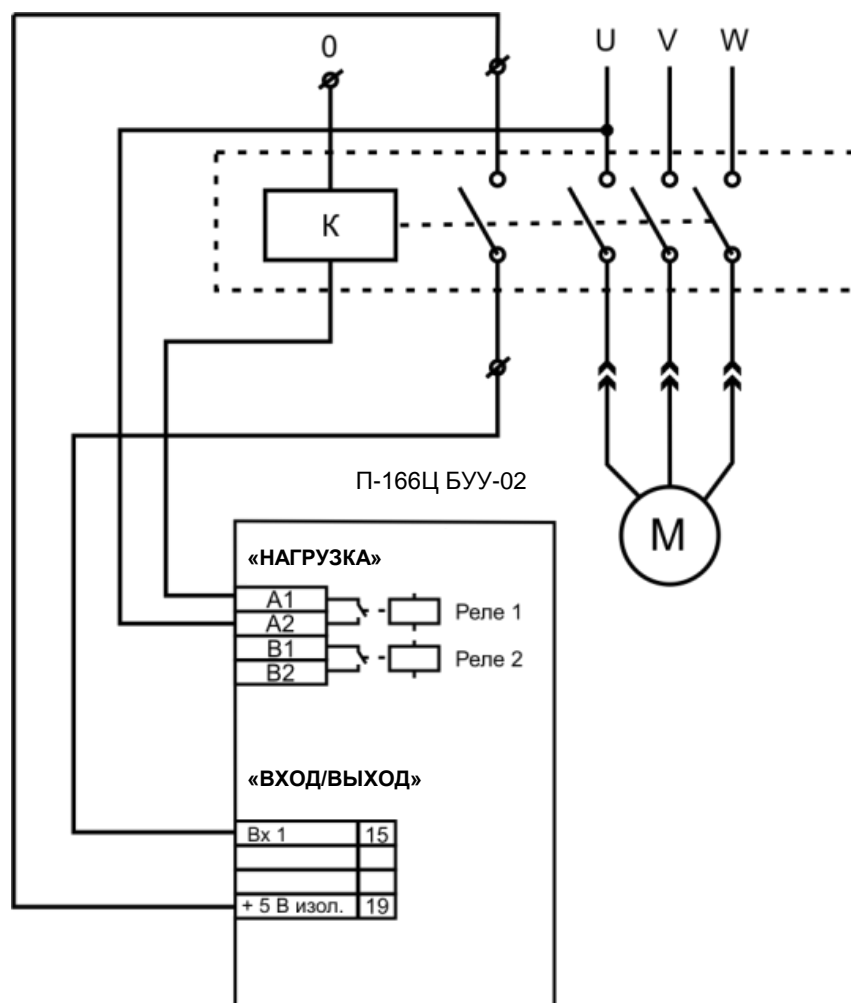 0 U V W
K
П-166Ц БУУ-02
M
«НАГРУЗКА»
A1
A2
Реле 1
B1
B2
Реле 2
«ВХОД/ВЫХОД»
Вх 1 15
+ 5 В изол. 19